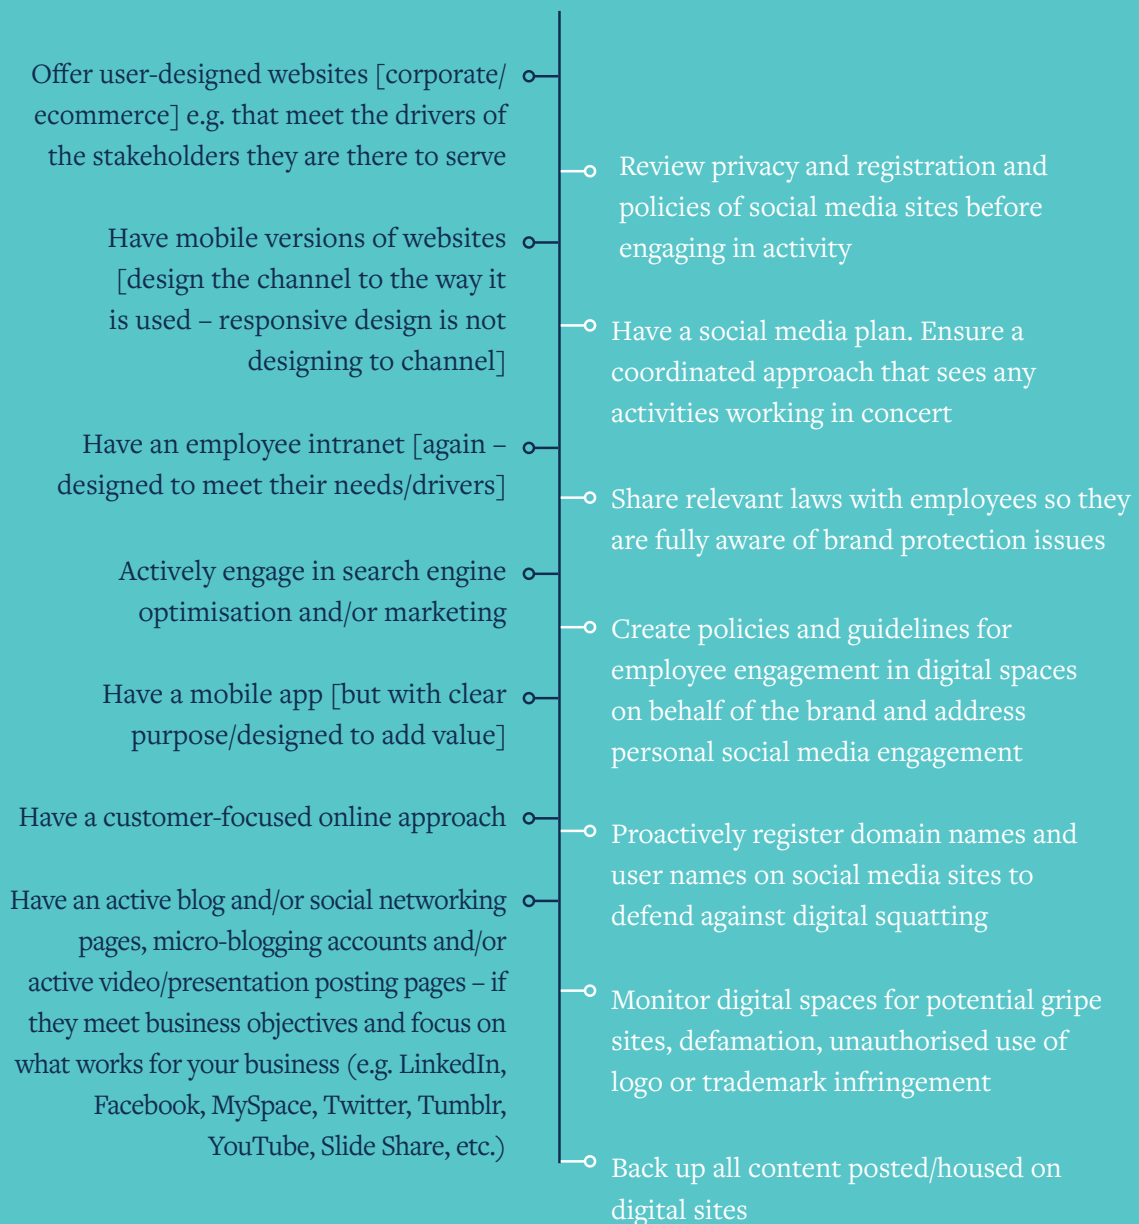 Offer user-designed websites [corporate/
ecommerce] e.g. that meet the drivers of
the stakeholders they are there to serve
Review privacy and registration and
policies of social media sites before
engaging in activity
Have mobile versions of websites
[design the channel to the way it
is used – responsive design is not
designing to channel]
Have a social media plan. Ensure a
coordinated approach that sees any
activities working in concert
Have an employee intranet [again –
designed to meet their needs/drivers]
Share relevant laws with employees so they
are fully aware of brand protection issues
Actively engage in search engine
optimisation and/or marketing
Create policies and guidelines for
employee engagement in digital spaces
on behalf of the brand and address
personal social media engagement
Have a mobile app [but with clear
purpose/designed to add value]
Have a customer-focused online approach
Proactively register domain names and
user names on social media sites to
defend against digital squatting
Have an active blog and/or social networking
pages, micro-blogging accounts and/or
active video/presentation posting pages – if
they meet business objectives and focus on
what works for your business (e.g. LinkedIn,
Facebook, MySpace, Twitter, Tumblr,
YouTube, Slide Share, etc.)
Monitor digital spaces for potential gripe
sites, defamation, unauthorised use of
logo or trademark infringement
Back up all content posted/housed on
digital sites